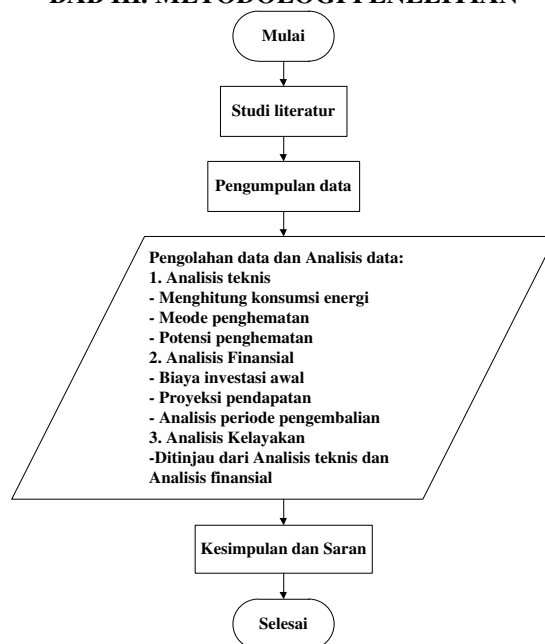 BAB III. METODOLOGI PENELITIAN
Mulai
Studi literatur
Pengumpulan data
Pengolahan data dan Analisis data:
1. Analisis teknis
- Menghitung konsumsi energi
- Meode penghematan
- Potensi penghematan
2. Analisis Finansial
- Biaya investasi awal
- Proyeksi pendapatan
- Analisis periode pengembalian
3. Analisis Kelayakan
-Ditinjau dari Analisis teknis dan
Analisis finansial
Kesimpulan dan Saran
Selesai